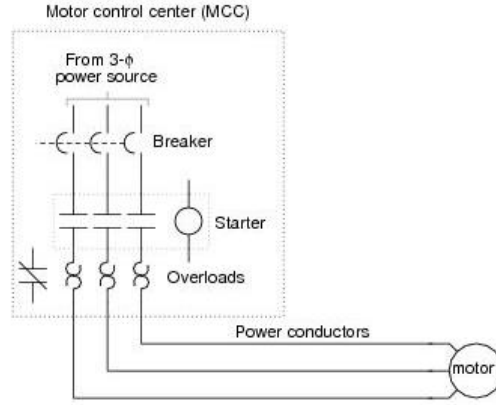 Motor control center (MCC)
From 3-ϕ
power source
Breaker
Starter
Overloads
Power conductors
motor